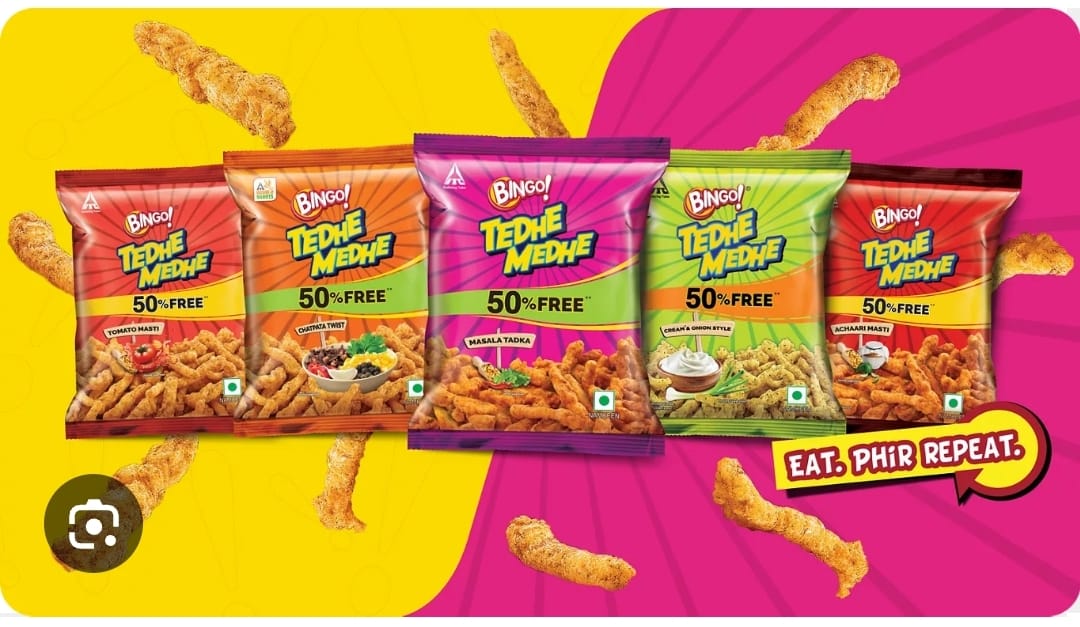 BINGO!
TEDHE
MEDHE
50%FREE**
TOMATO MASTI
BINGO!
TEDHE
MEDHE
50%FREE**
CHATPATA TWIST
BINGO!
TEDHE
MEDHE
50%FREE**
MASALA TADKA
NAMKEEN
BINGO!
TEDHE
MEDHE
50%FREE**
CREAM & ONION STYLE
BINGO!
TEDHE
MEDHE
50%FREE**
ACHAARI MASTI
EAT. PHIR REPEAT.